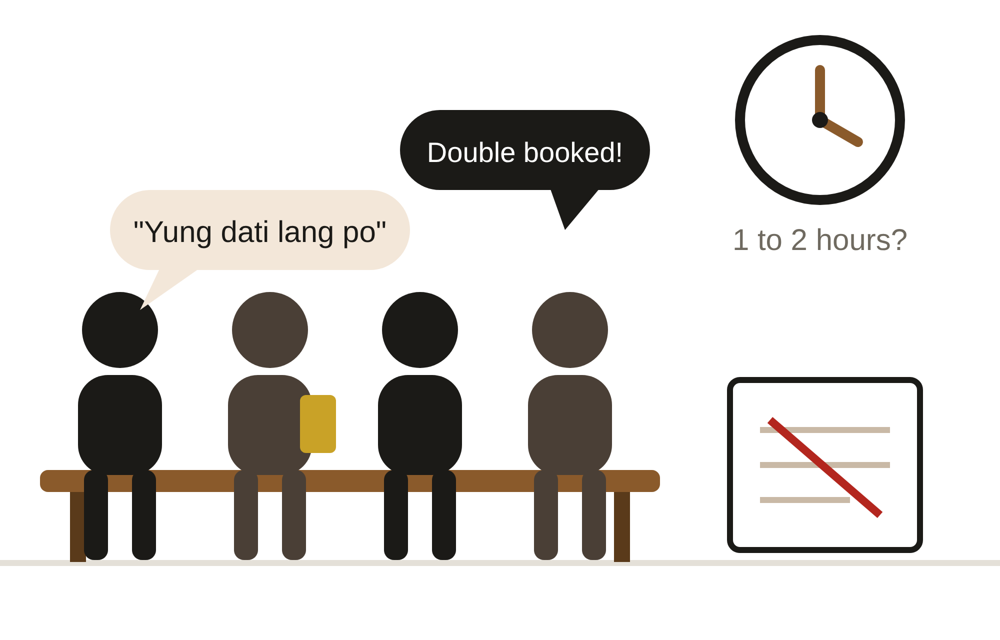 Double booked!
"Yung dati lang po"
1 to 2 hours?